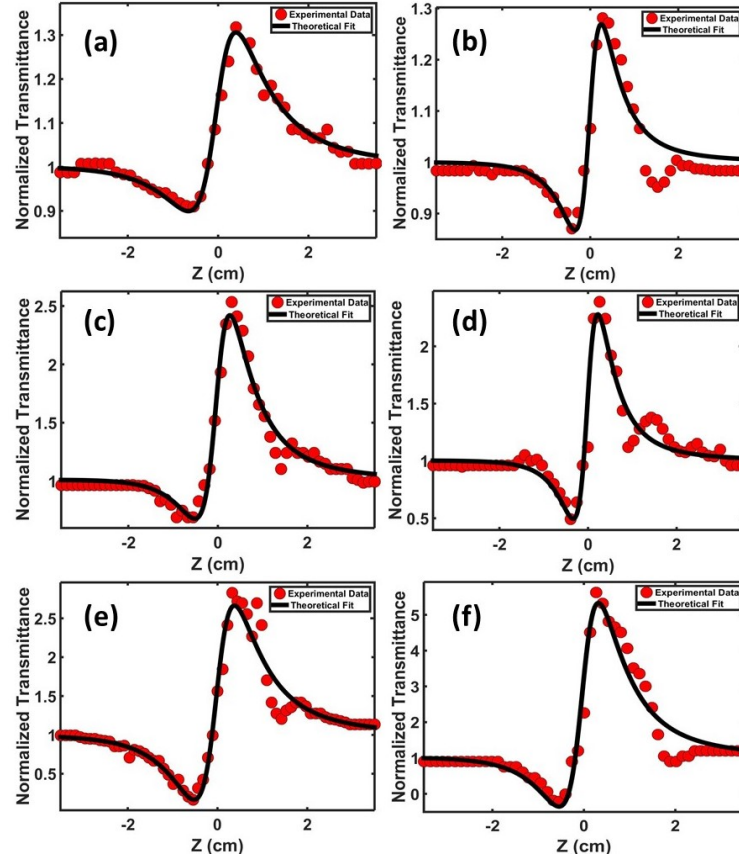 (a)
Experimental Data
Theoretical Fit
1.3
1.2
1.1
1
0.9
Normalized Transmittance
-2
0
2
Z (cm)
(b)
Experimental Data
Theoretical Fit
1.3
1.2
1.1
1
0.9
Normalized Transmittance
-2
0
2
Z (cm)
(c)
Experimental Data
Theoretical Fit
2.5
2
1.5
1
Normalized Transmittance
-2
0
2
Z (cm)
(d)
Experimental Data
Theoretical Fit
2
1.5
1
0.5
Normalized Transmittance
-2
0
2
Z (cm)
(e)
Experimental Data
Theoretical Fit
2.5
2
1.5
1
0.5
Normalized Transmittance
-2
0
2
Z (cm)
(f)
Experimental Data
Theoretical Fit
5
4
3
2
1
0
Normalized Transmittance
-2
0
2
Z (cm)